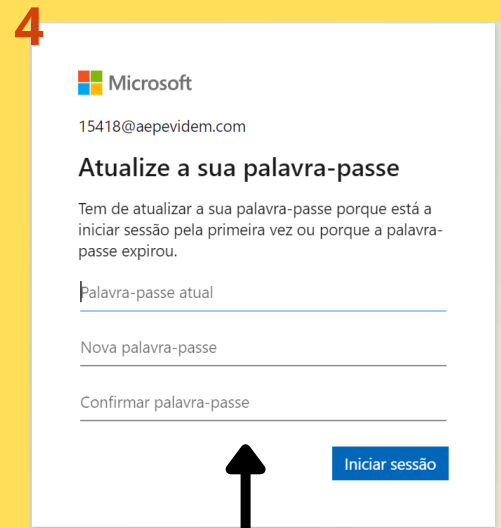 4
Microsoft
15418@aepevidem.com
Atualize a sua palavra-passe
Tem de atualizar a sua palavra-passe porque está a
iniciar sessão pela primeira vez ou porque a palavra-
passe expirou.
Palavra-passe atual
Nova palavra-passe
Confirmar palavra-passe
Iniciar sessão